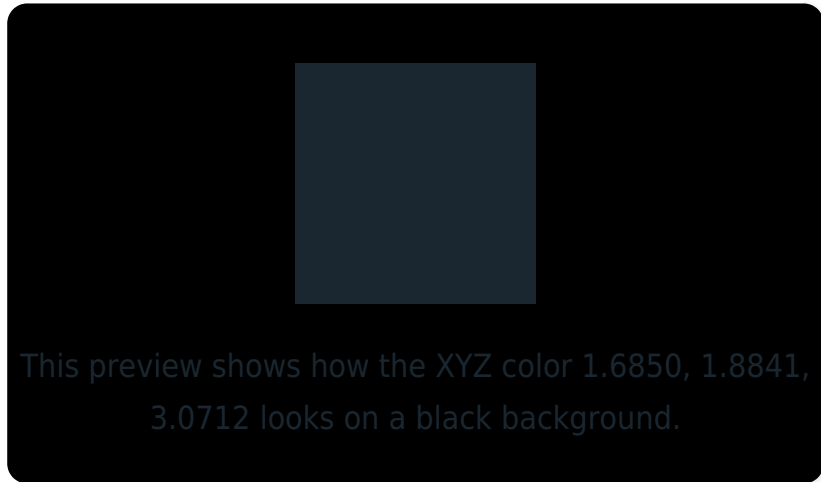 This preview shows how the XYZ color 1.6850, 1.8841,
3.0712 looks on a black background.